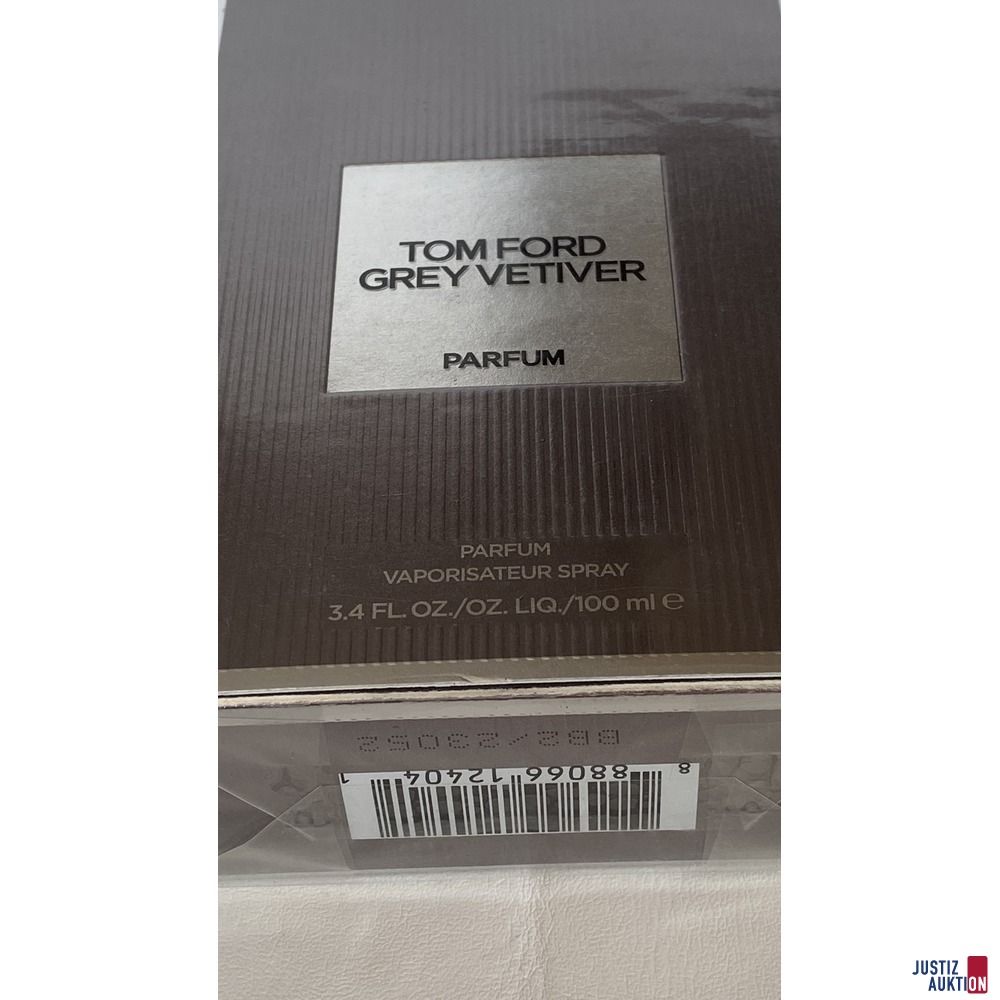 TOM FORD
GREY VETIVER
PARFUM
PARFUM
VAPORISATEUR SPRAY
3.4 FL. OZ./OZ. LIQ./100 ml ℮
8 88066 12404 1
JUSTIZ
AUKTION